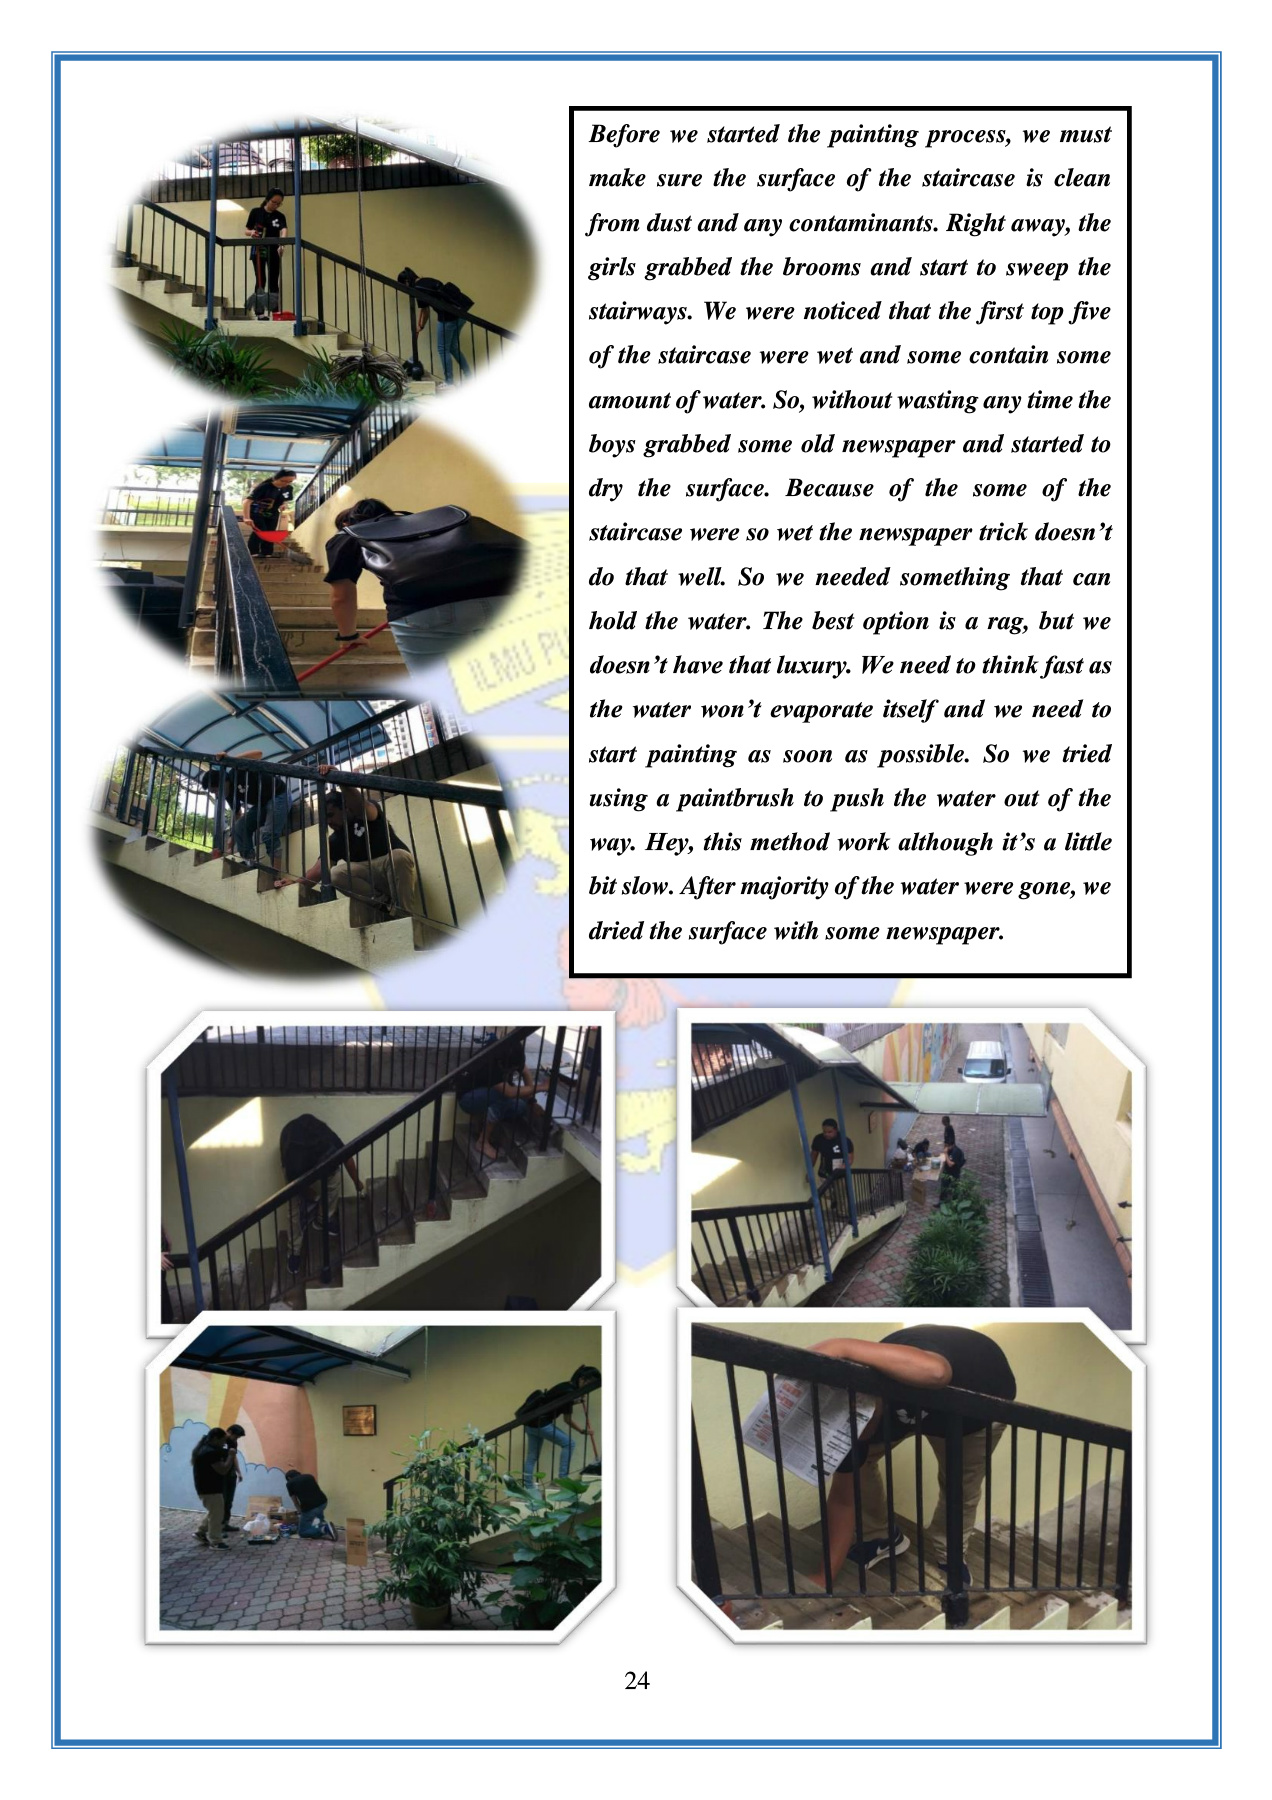 Before we started the painting process, we must
make sure the surface of the staircase is clean
from dust and any contaminants. Right away, the
girls grabbed the brooms and start to sweep the
stairways. We were noticed that the first top five
of the staircase were wet and some contain some
amount of water. So, without wasting any time the
boys grabbed some old newspaper and started to
dry the surface. Because of the some of the
staircase were so wet the newspaper trick doesn’t
do that well. So we needed something that can
hold the water. The best option is a rag, but we
doesn’t have that luxury. We need to think fast as
the water won’t evaporate itself and we need to
start painting as soon as possible. So we tried
using a paintbrush to push the water out of the
way. Hey, this method work although it’s a little
bit slow. After majority of the water were gone, we
dried the surface with some newspaper.
ILMU
24